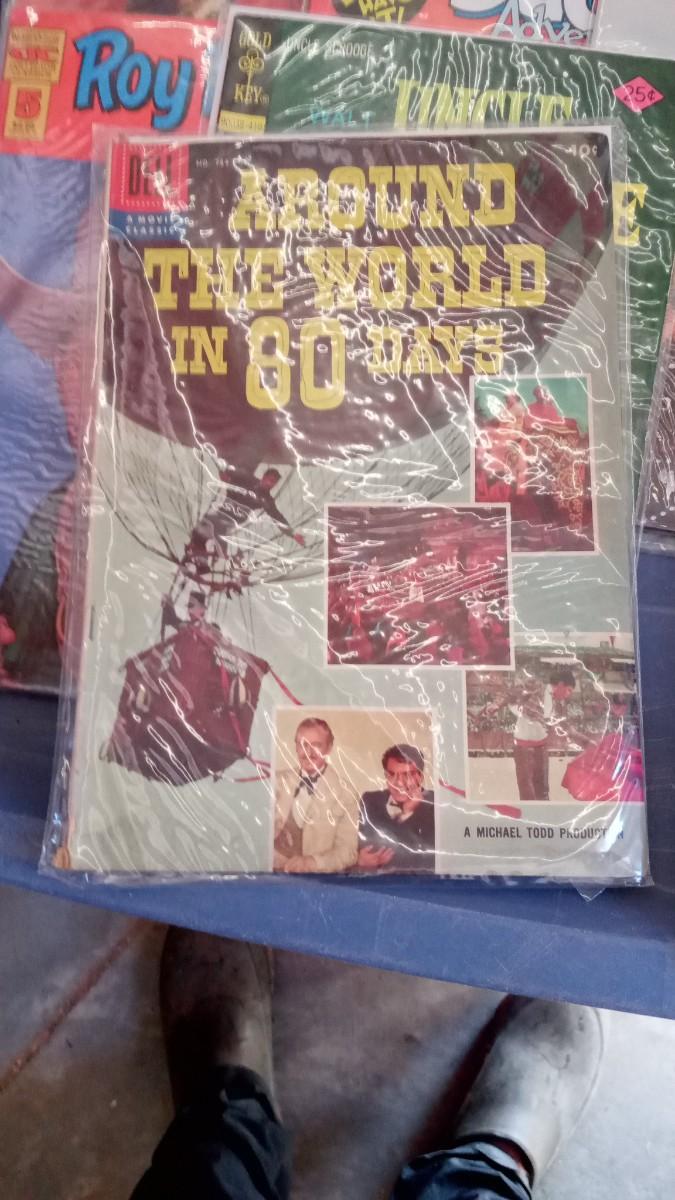 Roy
GOLD
KEY
UNCLE SCROOGE
WALT
UNCLE
25¢
E
DELL
A MOVIE
CLASSIC
10¢
AROUND
THE WORLD
IN 80 DAYS
A MICHAEL TODD PRODUCTION